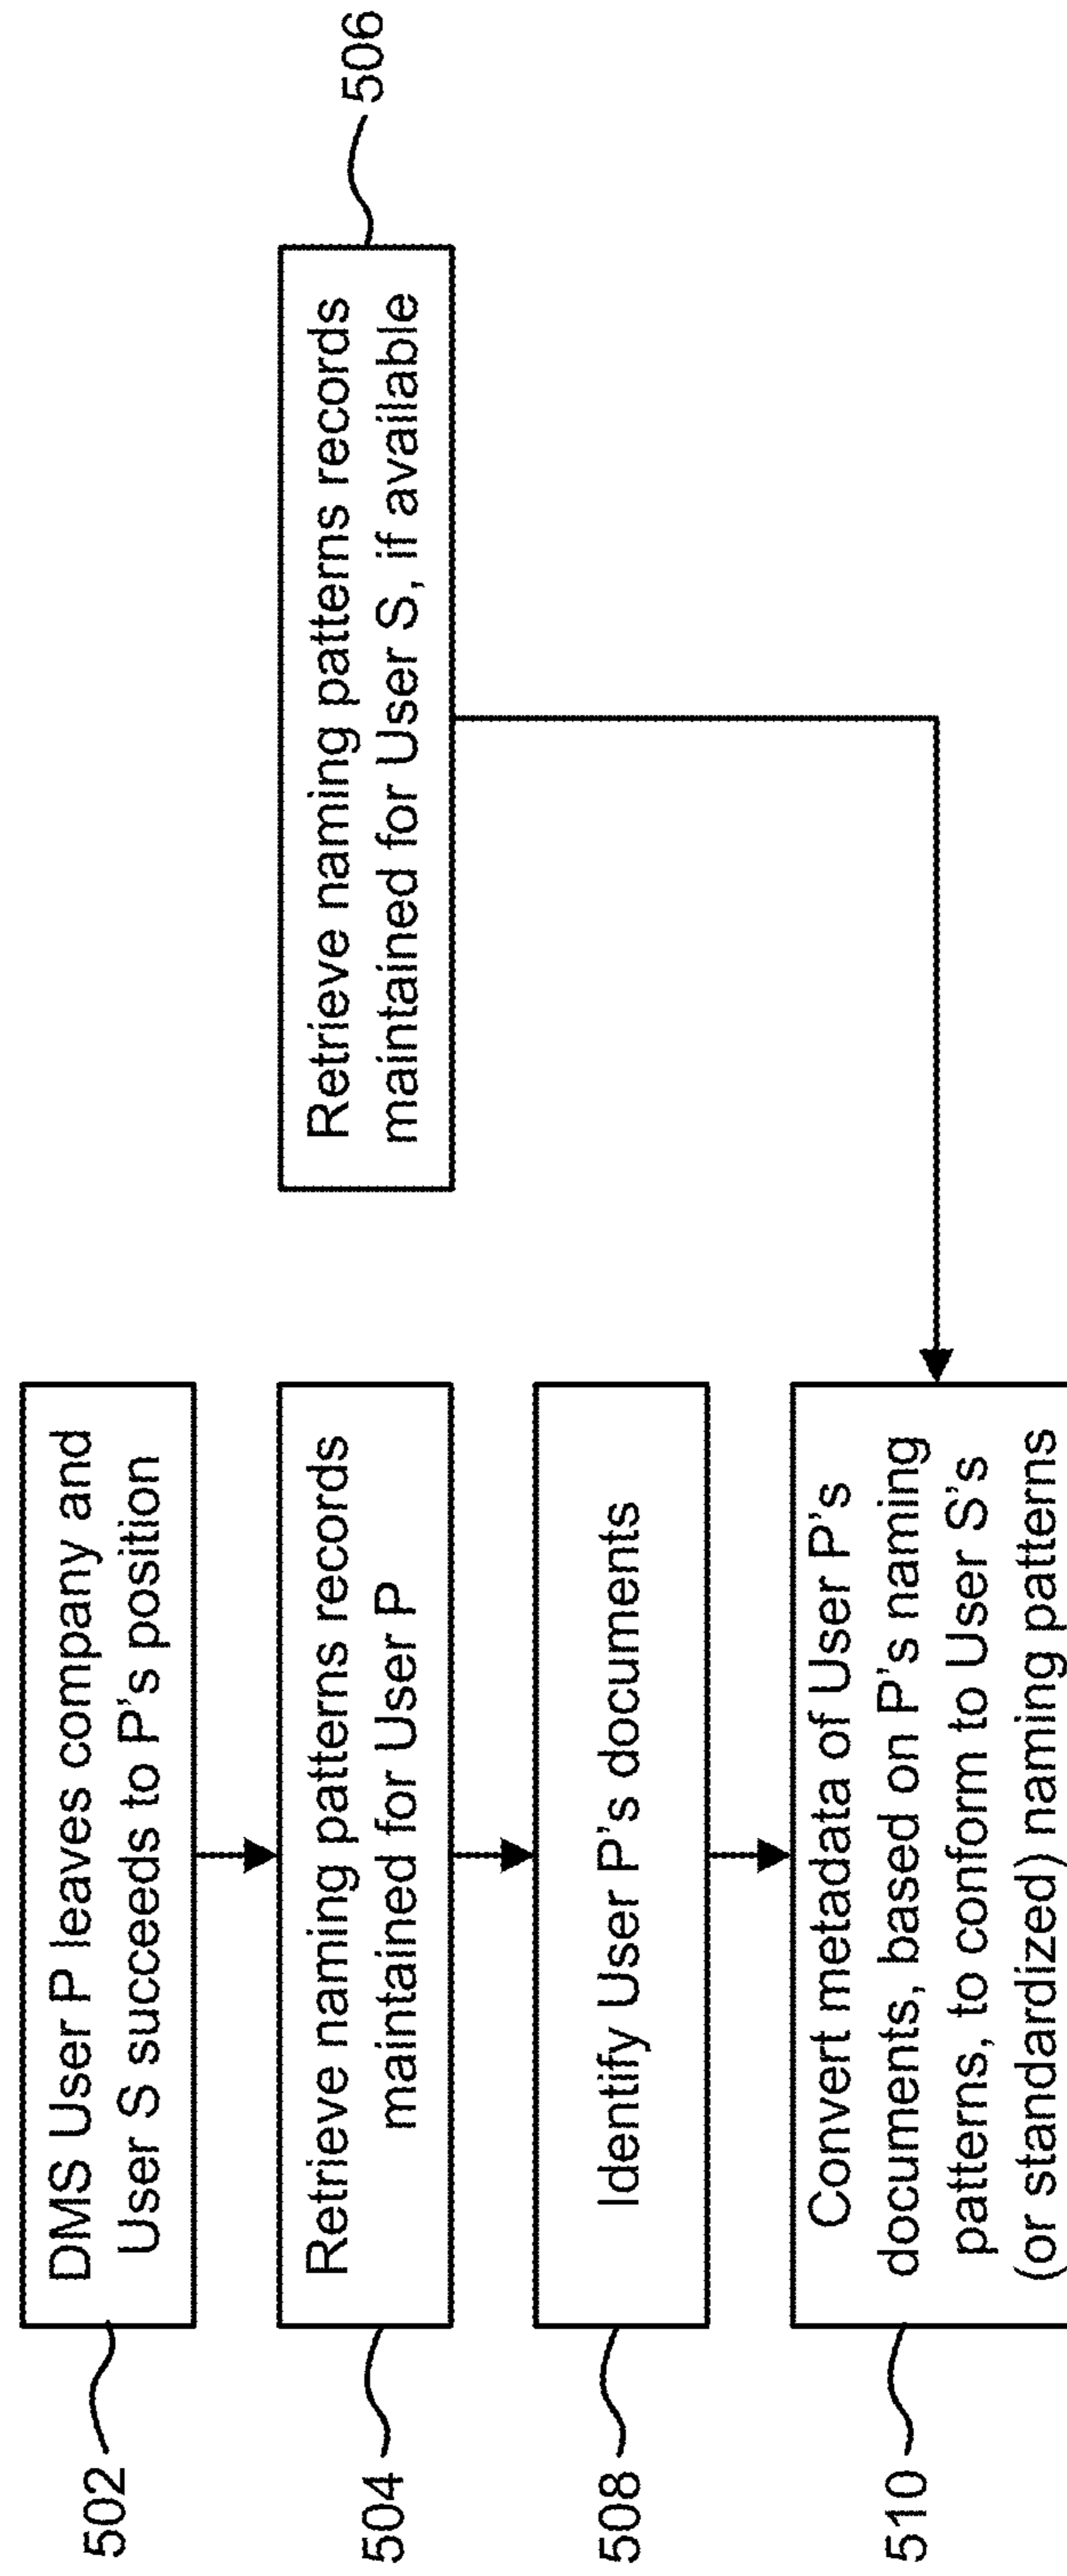 502
DMS User P leaves company and
User S succeeds to P's position
504
Retrieve naming patterns records
maintained for User P
Retrieve naming patterns records
maintained for User S, if available
506
508
Identify User P's documents
510
Convert metadata of User P's
documents, based on P's naming
patterns, to conform to User S's
(or standardized) naming patterns